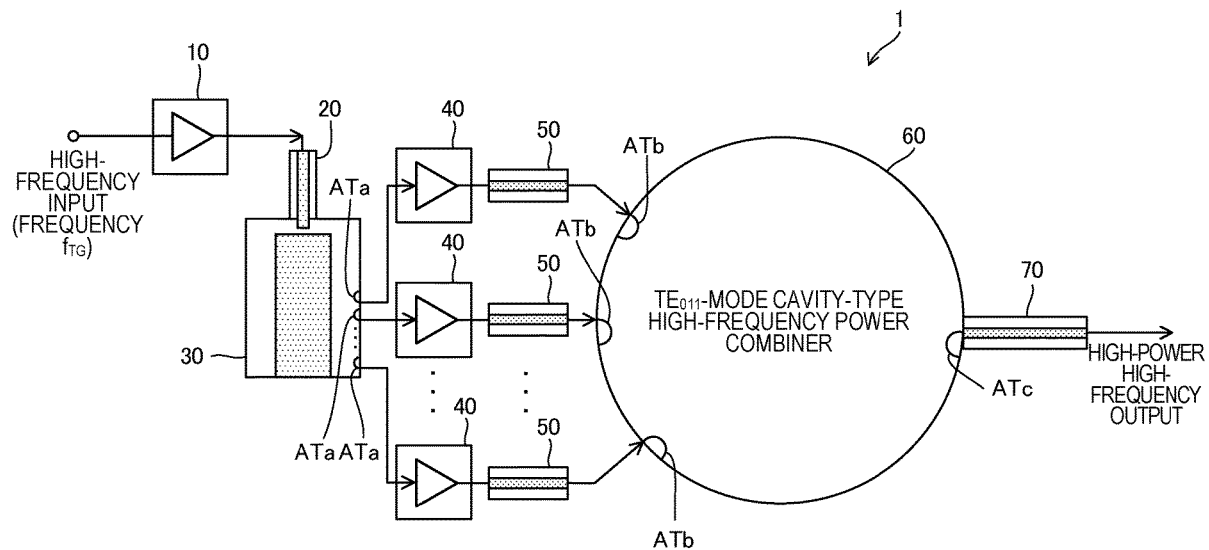 1
10
20
40
50
ATb
60
HIGH-
FREQUENCY
INPUT
(FREQUENCY
fTG)
ATa
ATb
40
50
70
TE011-MODE CAVITY-TYPE
HIGH-FREQUENCY POWER
COMBINER
30
HIGH-POWER
HIGH-
FREQUENCY
OUTPUT
ATc
ATa ATa
40
50
ATb